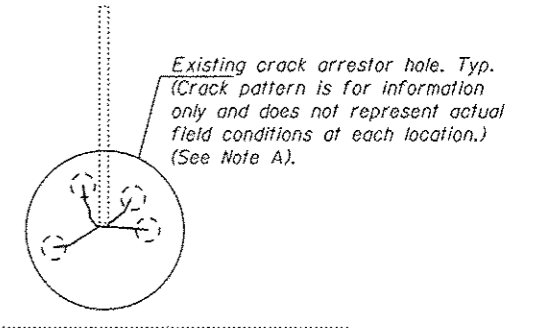 Existing crack arrestor hole. Typ.
(Crack pattern is for information
only and does not represent actual
field conditions at each location.)
(See Note A).